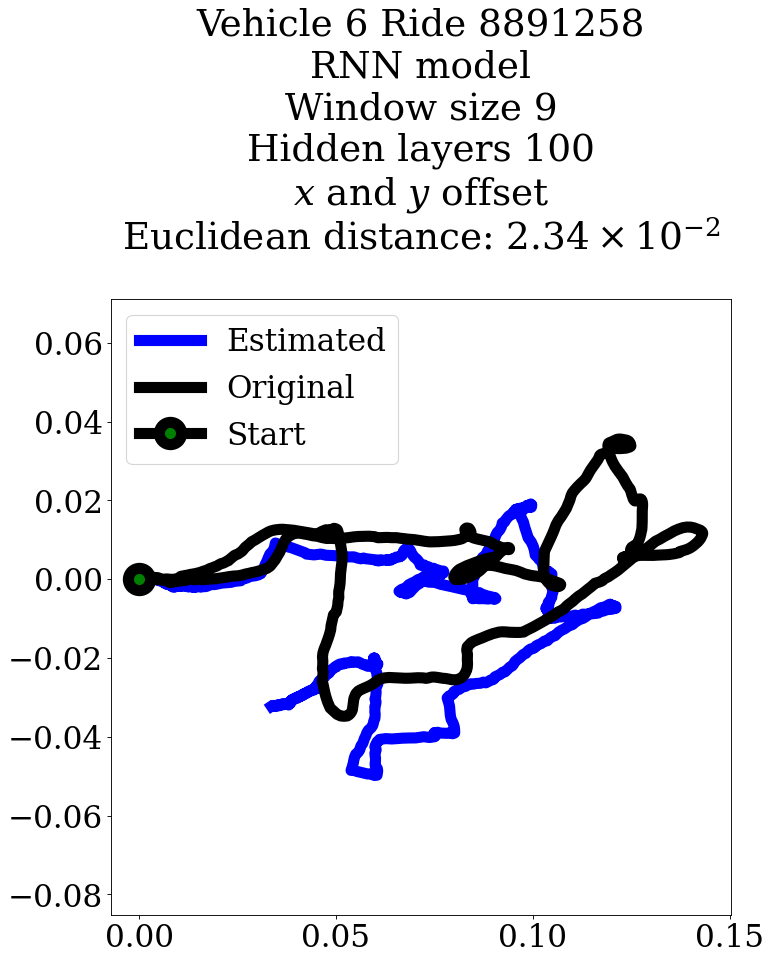 Vehicle 6 Ride 8891258
RNN model
Window size 9
Hidden layers 100
x and y offset
Euclidean distance: 2.34 × 10⁻²
Estimated
Original
Start
0.06
0.04
0.02
0.00
−0.02
−0.04
−0.06
−0.08
0.00 0.05 0.10 0.15